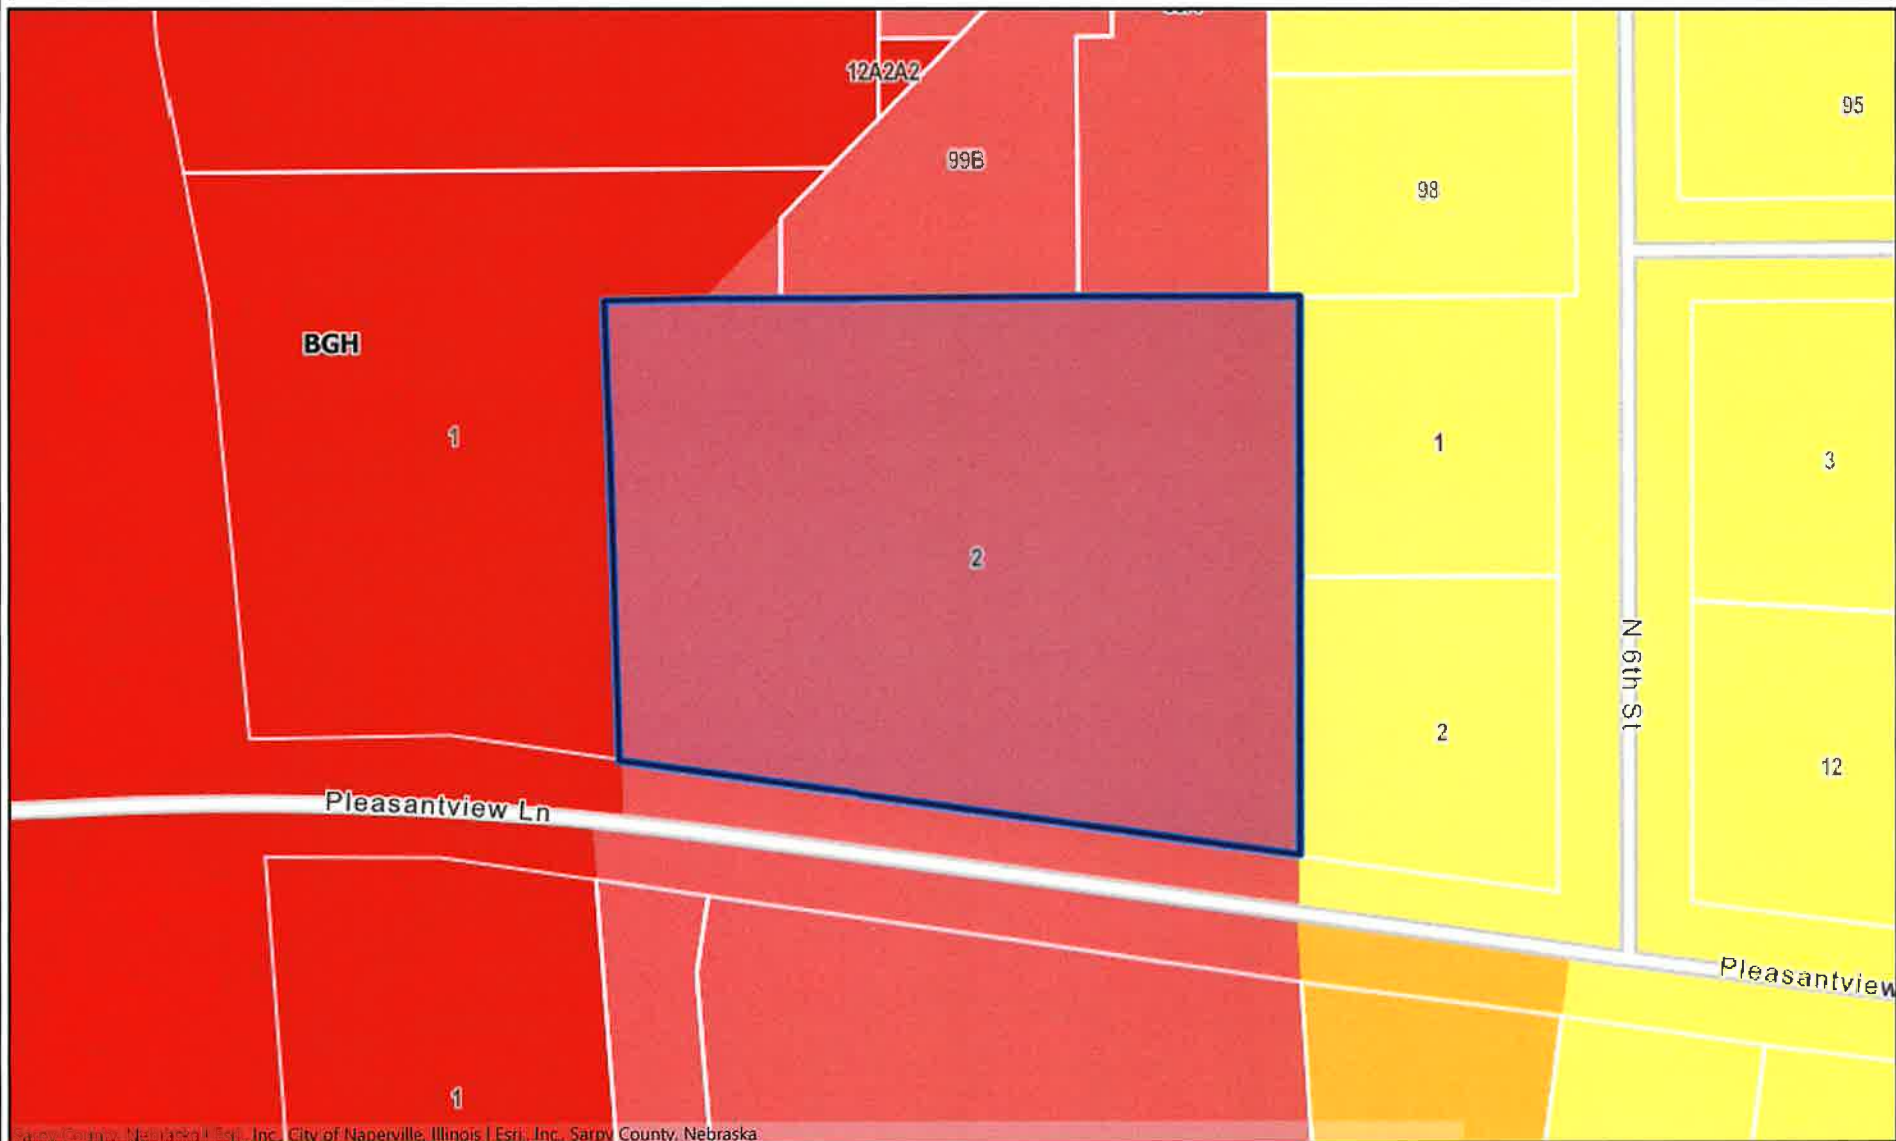 12A2A2
95
99B
98
BGH
1
1
3
2
N 6th St
2
12
Pleasantview Ln
Pleasantview
1
Inc., City of Naperville, Illinois | Esri., Inc., Sarpy County, Nebraska